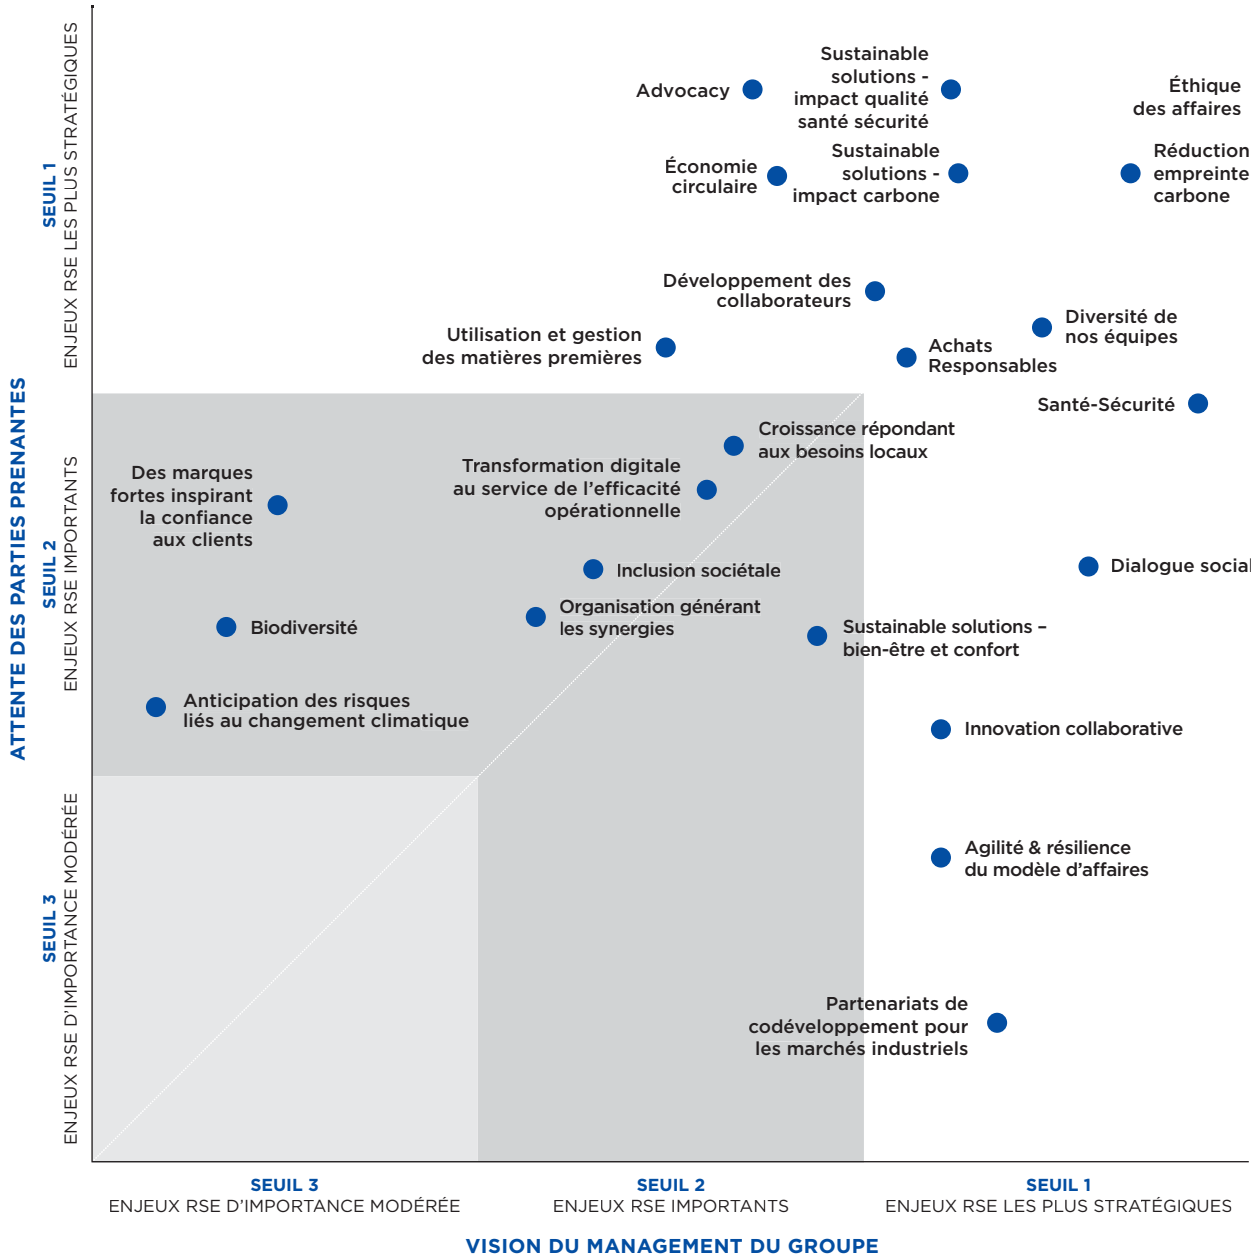 ATTENTE DES PARTIES PRENANTES
SEUIL 1
ENJEUX RSE LES PLUS STRATÉGIQUES
SEUIL 2
ENJEUX RSE IMPORTANTS
SEUIL 3
ENJEUX RSE D'IMPORTANCE MODÉRÉE
Advocacy
Sustainable
solutions -
impact qualité
santé sécurité
Éthique
des affaires
Économie
circulaire
Sustainable
solutions -
impact carbone
Réduction
empreinte
carbone
Développement des
collaborateurs
Utilisation et gestion
des matières premières
Diversité de
nos équipes
Achats
Responsables
Santé-Sécurité
Croissance répondant
aux besoins locaux
Des marques
fortes inspirant
la confiance
aux clients
Transformation digitale
au service de l'efficacité
opérationnelle
Inclusion sociétale
Dialogue social
Organisation générant
les synergies
Biodiversité
Sustainable solutions –
bien-être et confort
Anticipation des risques
liés au changement climatique
Innovation collaborative
Agilité & résilience
du modèle d'affaires
Partenariats de
codéveloppement pour
les marchés industriels
SEUIL 3
ENJEUX RSE D'IMPORTANCE MODÉRÉE
SEUIL 2
ENJEUX RSE IMPORTANTS
SEUIL 1
ENJEUX RSE LES PLUS STRATÉGIQUES
VISION DU MANAGEMENT DU GROUPE